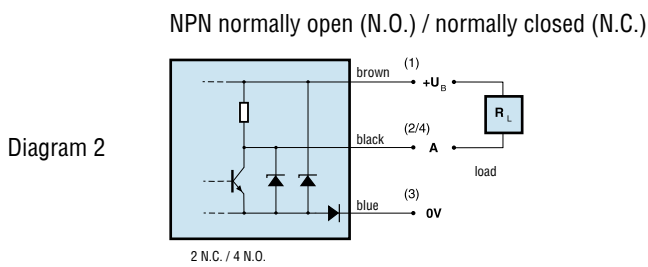 NPN normally open (N.O.) / normally closed (N.C.)
Diagram 2
brown
(1)
+U_B
R_L
black
(2/4)
A
load
blue
(3)
0V
2 N.C. / 4 N.O.